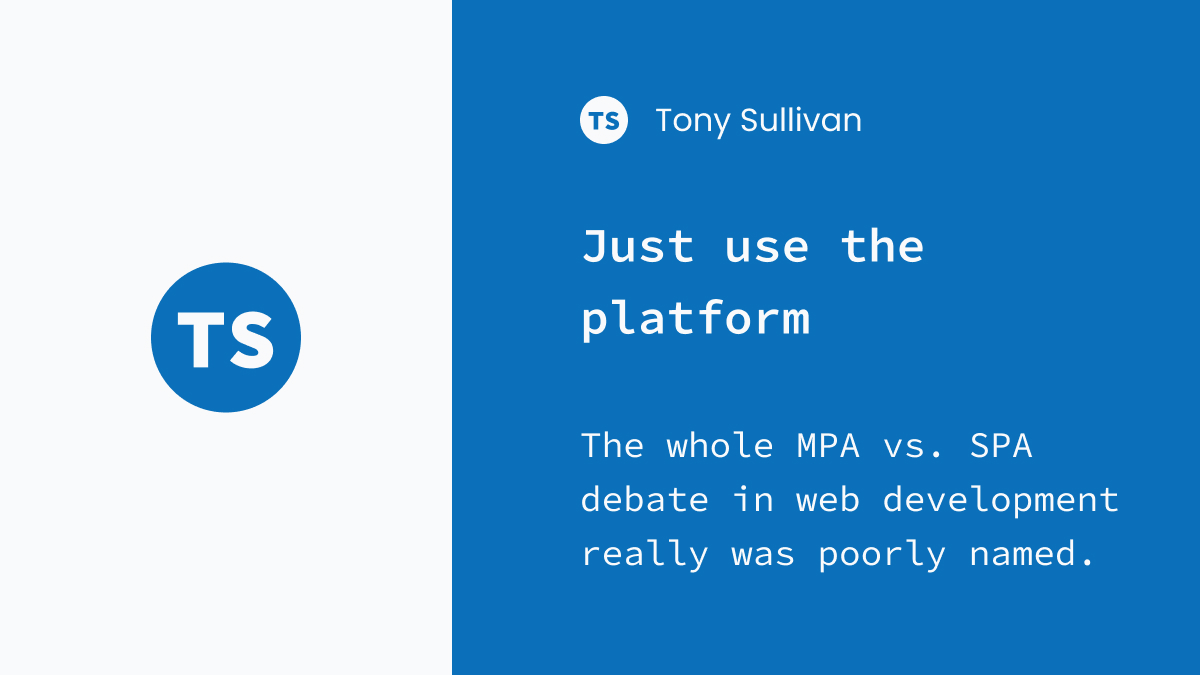 TS
TS Tony Sullivan
Just use the
platform
The whole MPA vs. SPA
debate in web development
really was poorly named.